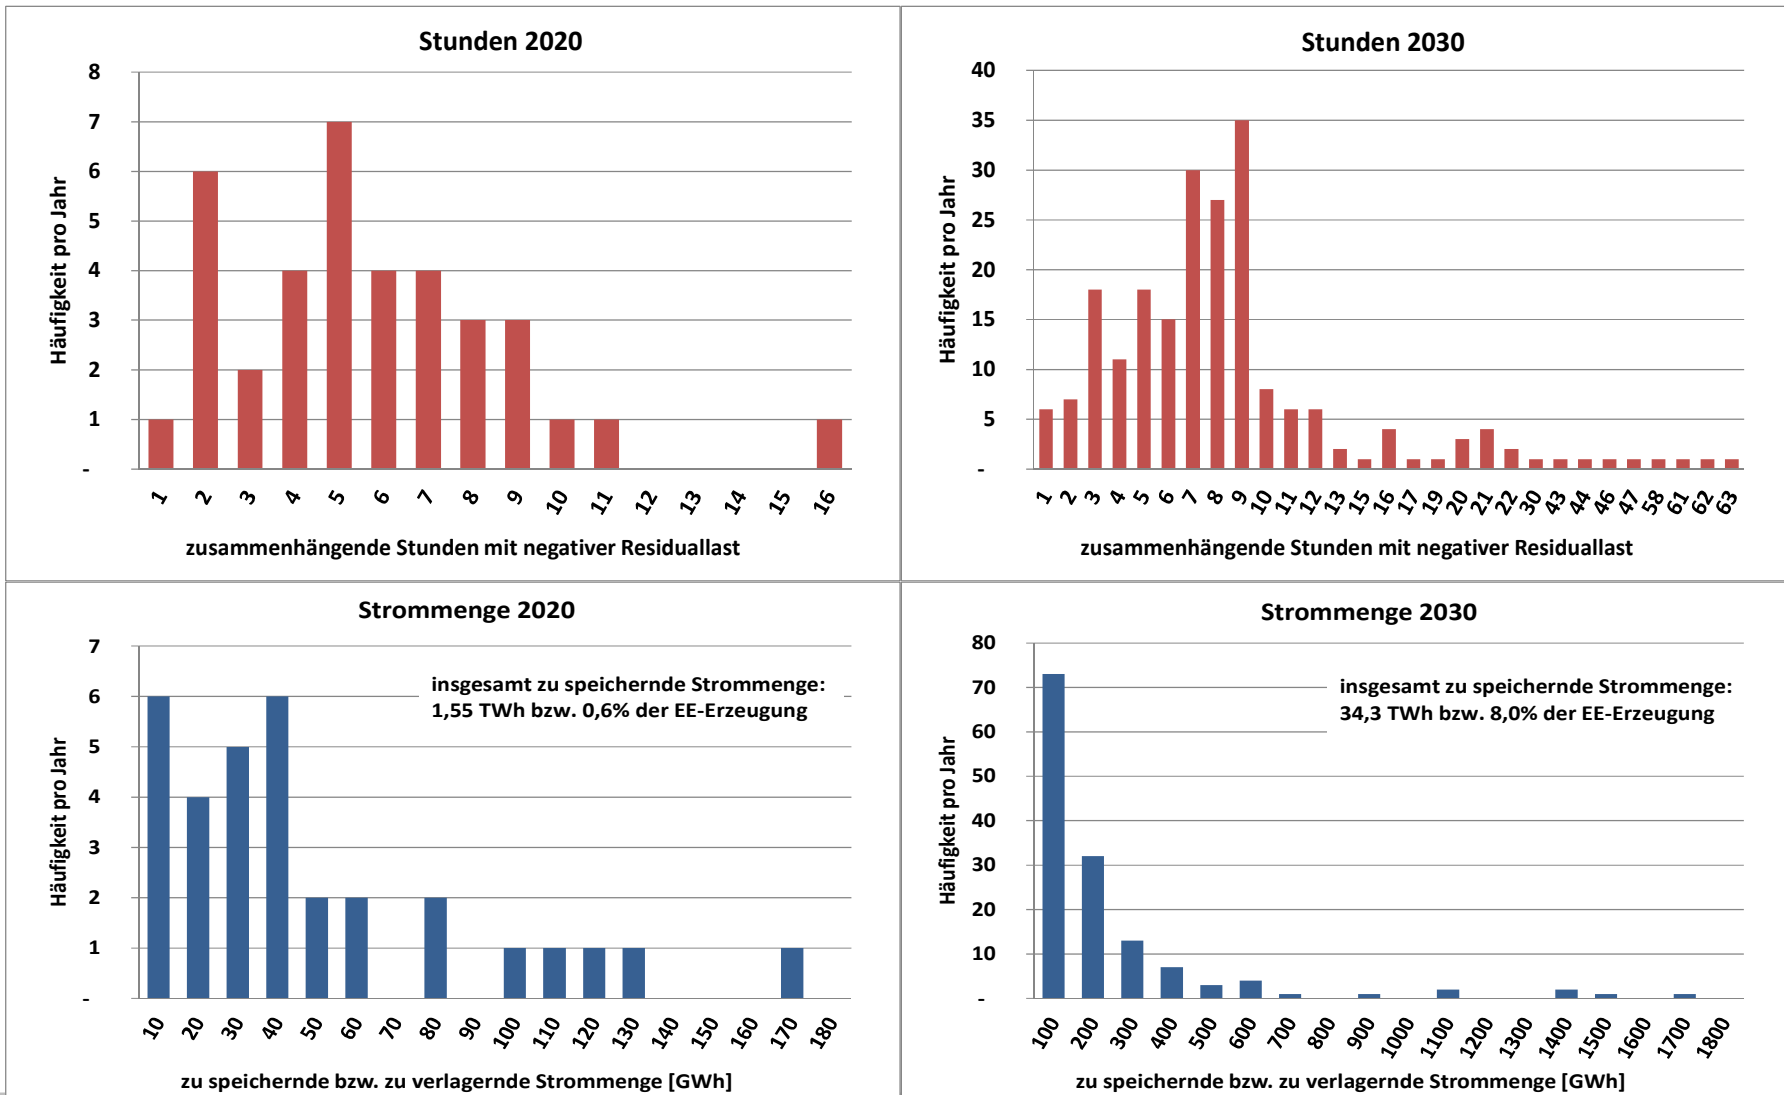 Stunden 2020
8
7
6
5
4
3
2
1
-
Häufigkeit pro Jahr
1 2 3 4 5 6 7 8 9 10 11 12 13 14 15 16
zusammenhängende Stunden mit negativer Residuallast
Stunden 2030
40
35
30
25
20
15
10
5
-
Häufigkeit pro Jahr
1 2 3 4 5 6 7 8 9 10 11 12 13 15 16 17 19 20 21 22 30 43 44 46 47 58 61 62 63
zusammenhängende Stunden mit negativer Residuallast
Strommenge 2020
7
6
5
4
3
2
1
-
Häufigkeit pro Jahr
insgesamt zu speichernde Strommenge:
1,55 TWh bzw. 0,6% der EE-Erzeugung
10 20 30 40 50 60 70 80 90 100 110 120 130 140 150 160 170 180
zu speichernde bzw. zu verlagernde Strommenge [GWh]
Strommenge 2030
80
70
60
50
40
30
20
10
-
Häufigkeit pro Jahr
insgesamt zu speichernde Strommenge:
34,3 TWh bzw. 8,0% der EE-Erzeugung
100 200 300 400 500 600 700 800 900 1000 1100 1200 1300 1400 1500 1600 1700 1800
zu speichernde bzw. zu verlagernde Strommenge [GWh]